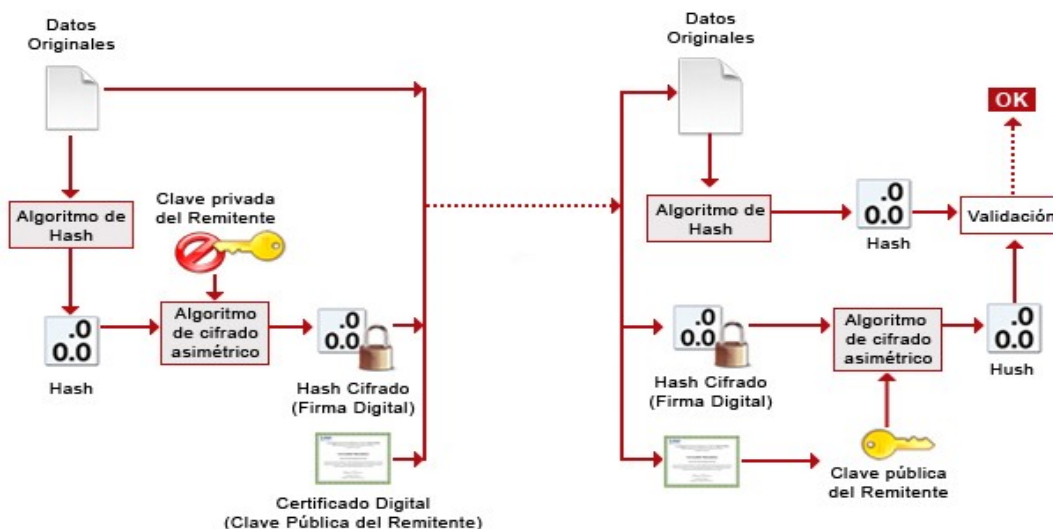 Datos
Originales
Algoritmo de
Hash
Clave privada
del Remitente
.0
0.0
Hash
Algoritmo
de cifrado
asimétrico
.0
0.0
Hash Cifrado
(Firma Digital)
Certificado Digital
(Clave Pública del Remitente)
Datos
Originales
Algoritmo de
Hash
.0
0.0
Hash
OK
Validación
.0
0.0
Hash Cifrado
(Firma Digital)
Algoritmo
de cifrado
asimétrico
.0
0.0
Hush
Clave pública
del Remitente